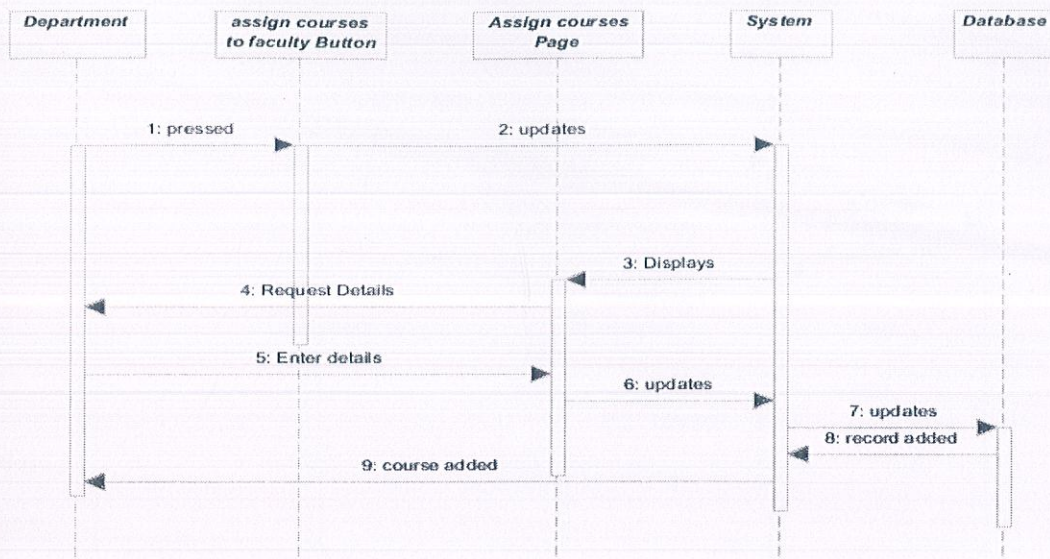 Department
assign courses
to faculty Button
Assign courses
Page
System
Database
1: pressed
2: updates
3: Displays
4: Request Details
5: Enter details
6: updates
7: updates
8: record added
9: course added